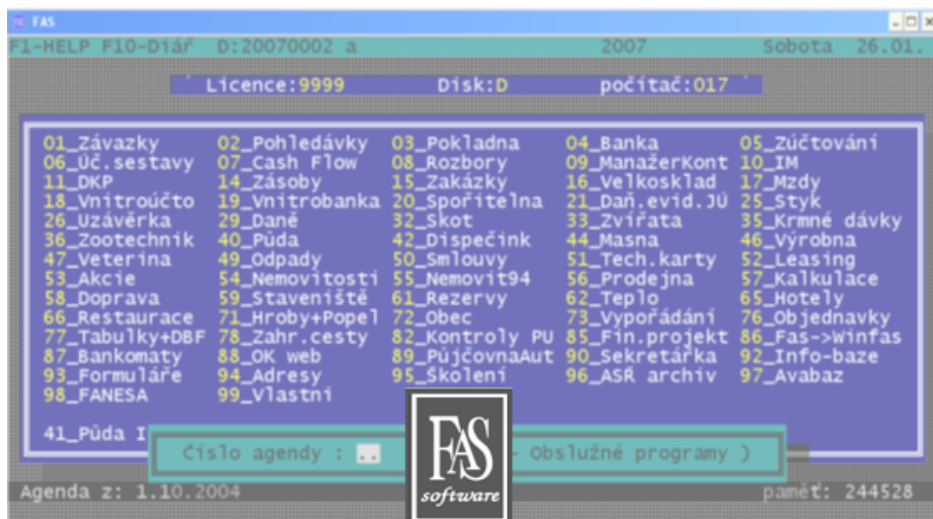 FAS
F1-HELP F10-Diář D:20070002 a 2007 Sobota 26.01.
Licence:9999 Disk:D počítač:017
01_Závazky 02_Pohledávky 03_Pokladna 04_Banka 05_Zúčtování
06_Úč.sestavy 07_Cash Flow 08_Rozbory 09_ManažerKont 10_IM
11_DKP 14_Zásoby 15_Zakázky 16_Velkosklad 17_Mzdy
18_Vnitroúčto 19_Vnitrobanka 20_Spořitelna 21_Daň.evid.JÚ 25_Styk
26_Uzávěrka 29_Daně 32_Skot 33_Zvířata 35_Krmné dávky
36_Zootechnik 40_Půda 42_Dispečink 44_Masna 46_Výrobna
47_Veterina 49_Odpady 50_Smlouvy 51_Tech.karty 52_Leasing
53_Akcie 54_Nemovitosti 55_Nemovit94 56_Prodejna 57_Kalkulace
58_Doprava 59_Staveniště 61_Rezervy 62_Teplo 65_Hotely
66_Restaurace 71_Hroby+Popel 72_Obec 73_Vypořádání 76_Objednavky
77_Tabulky+DBF 78_Zahr.cesty 82_Kontroly PU 85_Fin.projekt 86_Fas->Winfas
87_Bankomaty 88_OK web 89_PůjčovnaAut 90_Sekretářka 92_Info-baze
93_Formuláře 94_Adresy 95_Školení 96_ASŘ archiv 97_Avabaz
98_FANESA 99_Vlastní
41_Půda I
Číslo agendy : .. - Obslužné programy )
FAS
software
Agenda z: 1.10.2004 paměť: 244528